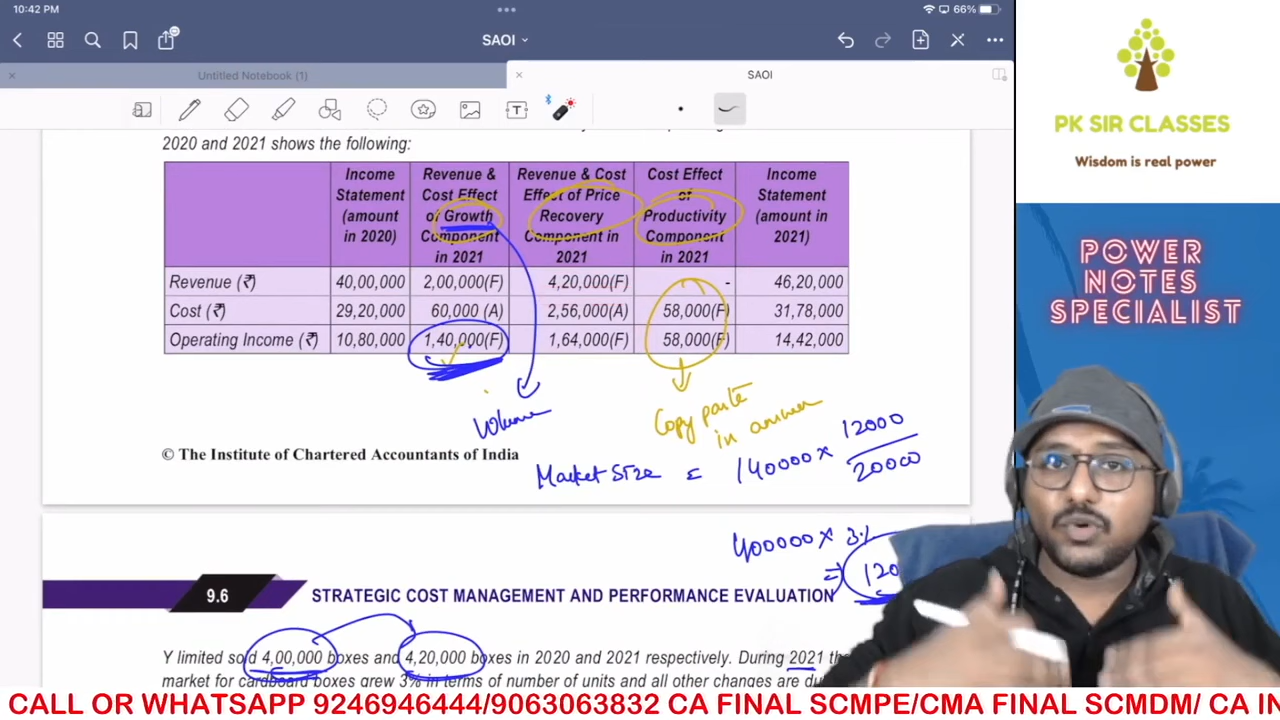 10:42 PM
66%
SAOI
Untitled Notebook (1)
SAOI
2020 and 2021 shows the following:
Income Statement (amount in 2020)
Revenue & Cost Effect of Growth Component in 2021
Revenue & Cost Effect of Price Recovery Component in 2021
Cost Effect of Productivity Component in 2021
Income Statement (amount in 2021)
Revenue (₹) 40,00,000 2,00,000(F) 4,20,000(F) - 46,20,000
Cost (₹) 29,20,000 60,000 (A) 2,56,000(A) 58,000(F) 31,78,000
Operating Income (₹) 10,80,000 1,40,000(F) 1,64,000(F) 58,000(F) 14,42,000
Volume
Copy paste
in answer
© The Institute of Chartered Accountants of India
Market Size = 140000 × 12000
20000
400000 × 3%
= 120
9.6 STRATEGIC COST MANAGEMENT AND PERFORMANCE EVALUATION
Y limited sold 4,00,000 boxes and 4,20,000 boxes in 2020 and 2021 respectively. During 2021
market for cardboard boxes grew 3% in terms of number of units and all other changes are
PK SIR CLASSES
Wisdom is real power
POWER
NOTES
SPECIALIST
CALL OR WHATSAPP 9246946444/9063063832 CA FINAL SCMPE/CMA FINAL SCMDM/ CA IN